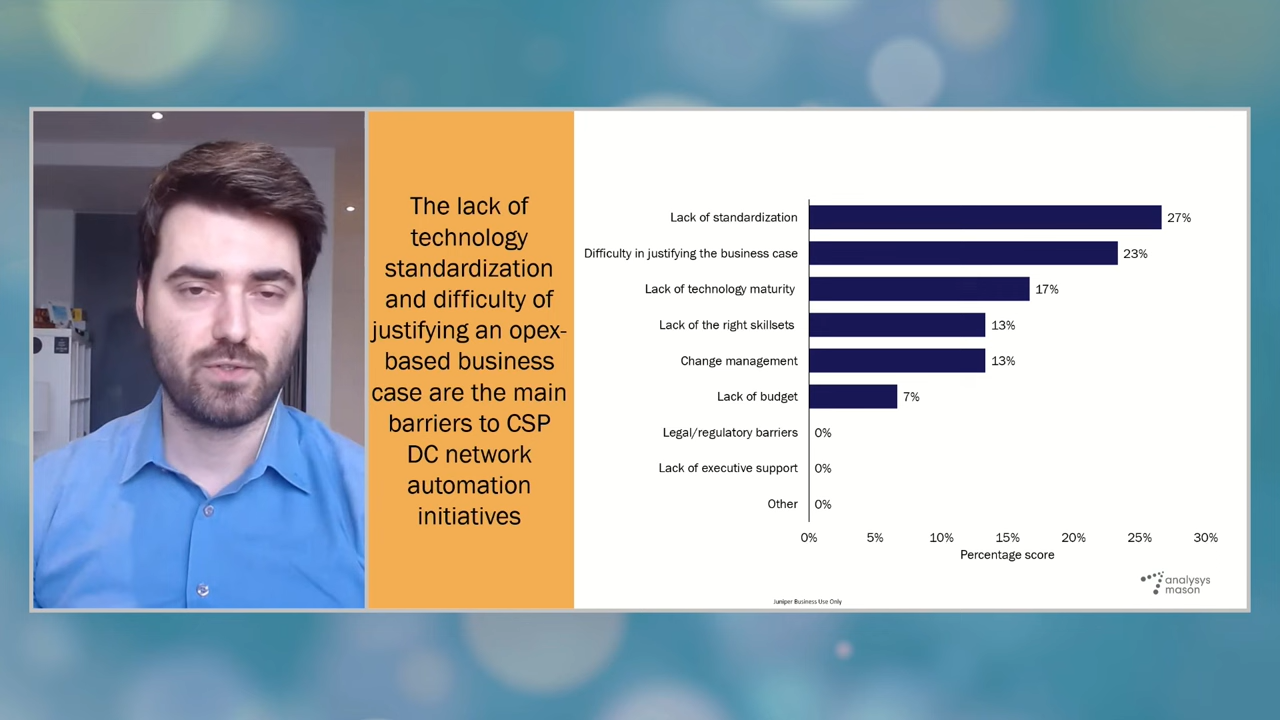 The lack of
technology
standardization
and difficulty of
justifying an opex-
based business
case are the main
barriers to CSP
DC network
automation
initiatives
Lack of standardization 27%
Difficulty in justifying the business case 23%
Lack of technology maturity 17%
Lack of the right skillsets 13%
Change management 13%
Lack of budget 7%
Legal/regulatory barriers 0%
Lack of executive support 0%
Other 0%
0% 5% 10% 15% 20% 25% 30%
Percentage score
analysys
mason
Juniper Business Use Only